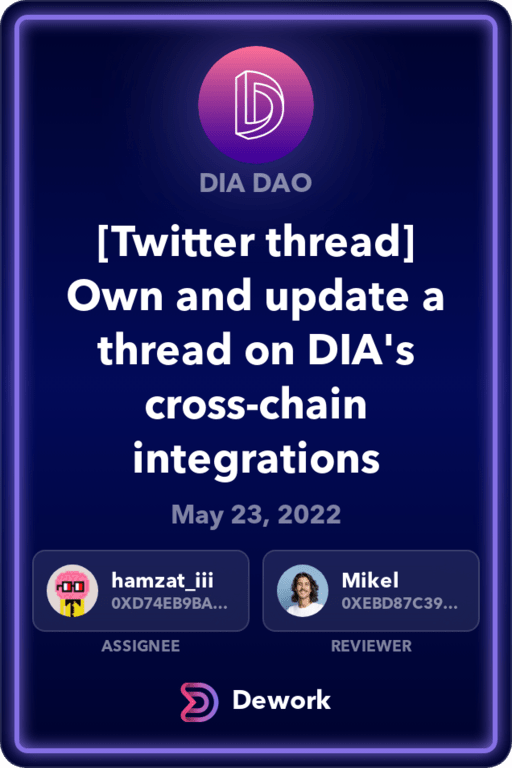 DIA DAO
[Twitter thread]
Own and update a
thread on DIA's
cross-chain
integrations
May 23, 2022
hamzat_iii
0XD74EB9BA...
ASSIGNEE
Mikel
0XEBD87C39...
REVIEWER
Dework